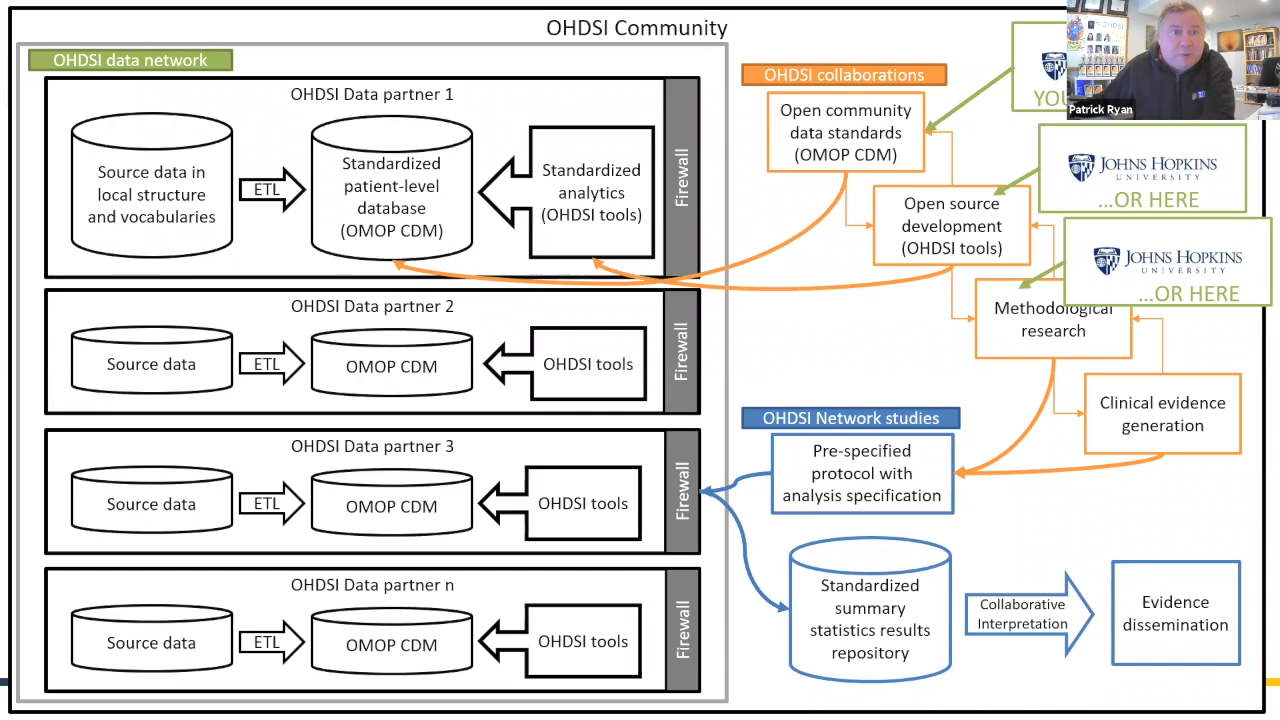 OHDSI Community
OHDSI data network
OHDSI Data partner 1
Source data in
local structure
and vocabularies
ETL
Standardized
patient-level
database
(OMOP CDM)
Standardized
analytics
(OHDSI tools)
Firewall
OHDSI Data partner 2
Source data
ETL
OMOP CDM
OHDSI tools
Firewall
OHDSI Data partner 3
Source data
ETL
OMOP CDM
OHDSI tools
Firewall
OHDSI Data partner n
Source data
ETL
OMOP CDM
OHDSI tools
Firewall
OHDSI collaborations
Open community
data standards
(OMOP CDM)
Patrick Ryan
Open source
development
(OHDSI tools)
JOHNS HOPKINS
UNIVERSITY
...OR HERE
JOHNS HOPKINS
UNIVERSITY
...OR HERE
Methodological
research
Clinical evidence
generation
OHDSI Network studies
Pre-specified
protocol with
analysis specification
Standardized
summary
statistics results
repository
Collaborative
Interpretation
Evidence
dissemination